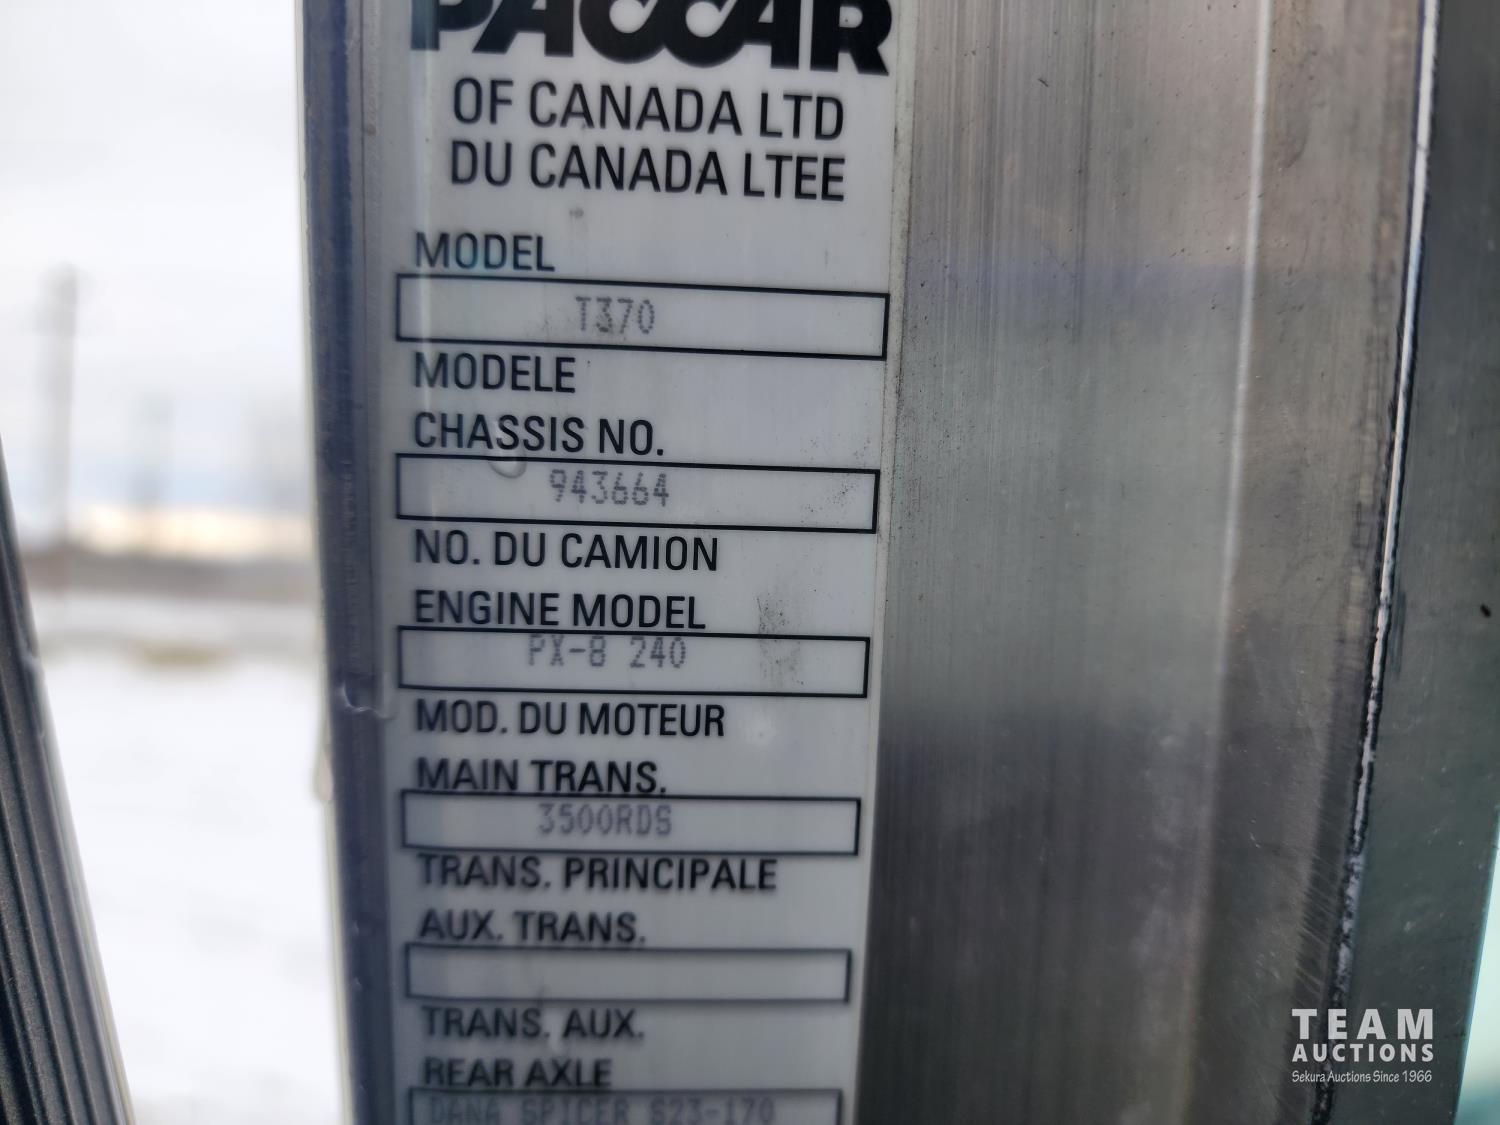 PACCAR
OF CANADA LTD
DU CANADA LTEE
MODEL
T370
MODELE
CHASSIS NO.
943664
NO. DU CAMION
ENGINE MODEL
PX-8 240
MOD. DU MOTEUR
MAIN TRANS.
3500RDS
TRANS. PRINCIPALE
AUX. TRANS.
TRANS. AUX.
REAR AXLE
DANA SPICER S23-170
TEAM
AUCTIONS
Sekura Auctions Since 1966